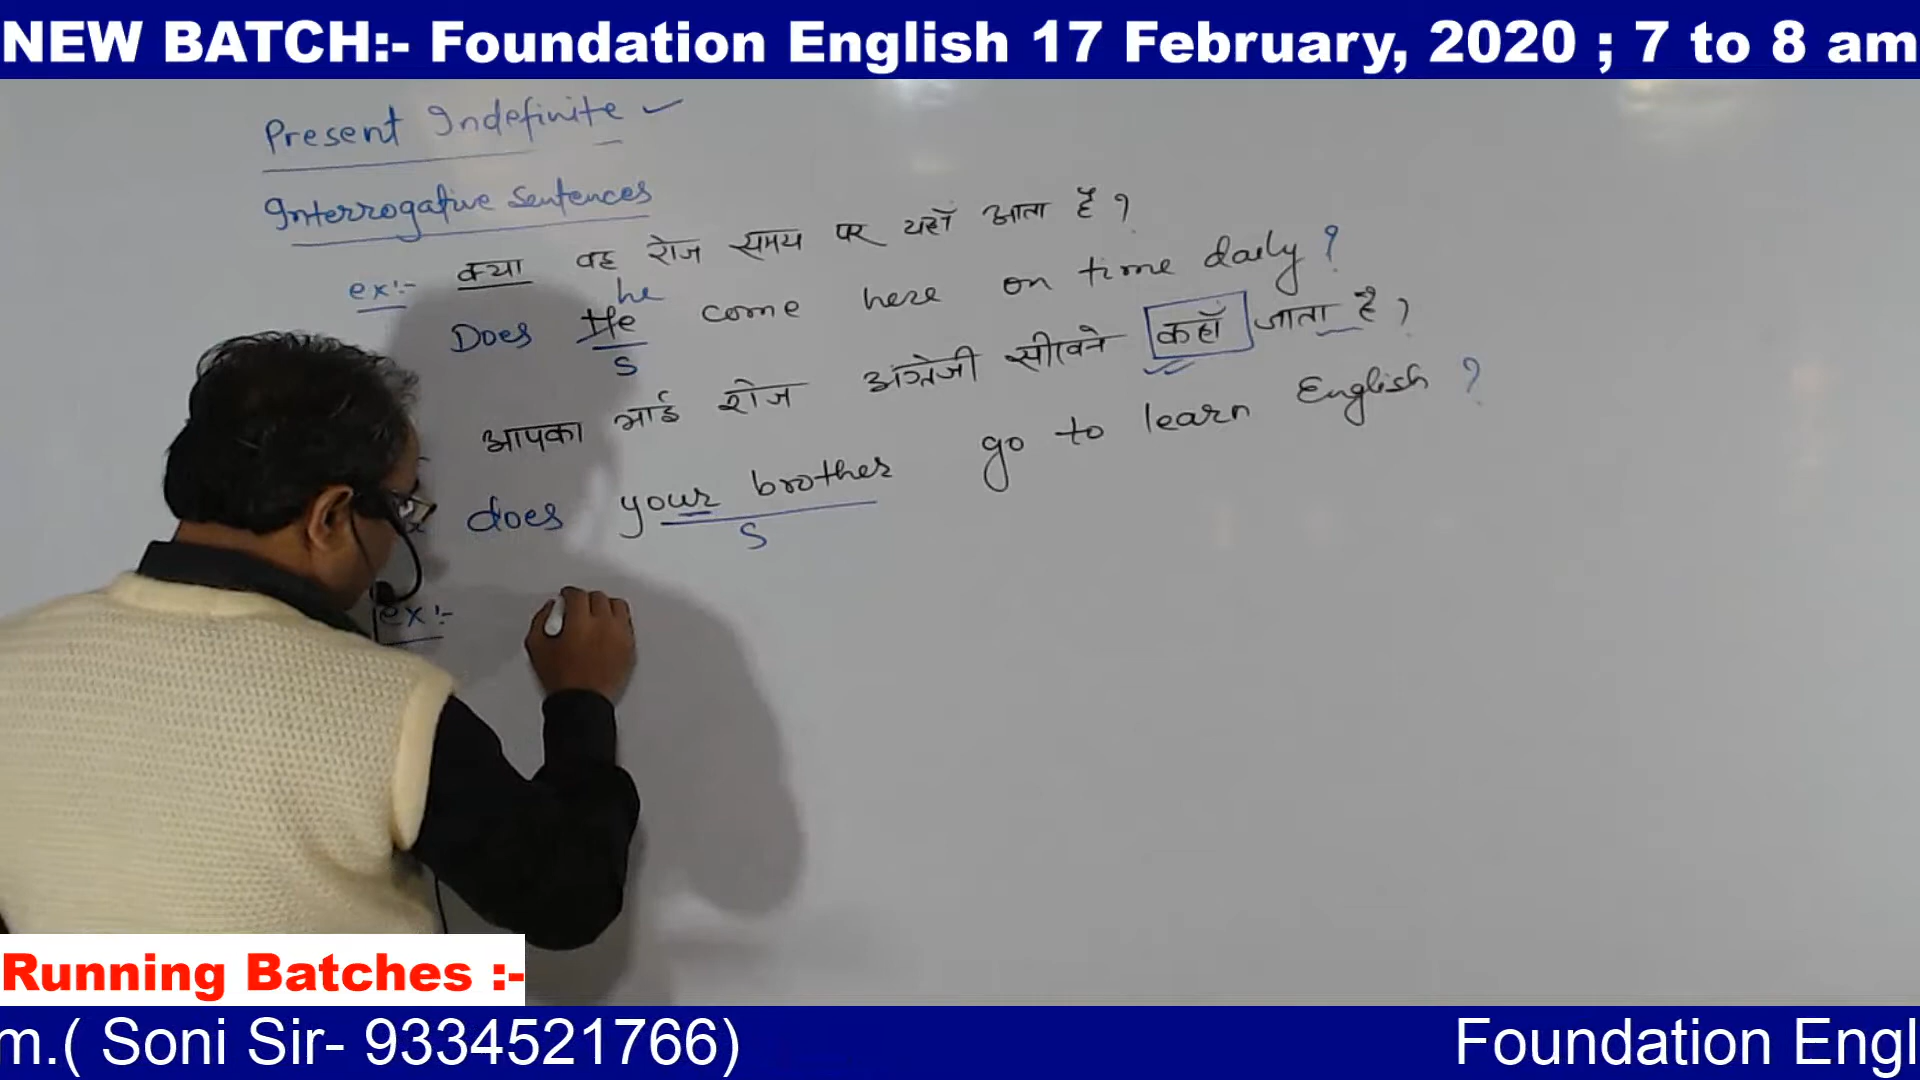 NEW BATCH:- Foundation English 17 February, 2020 ; 7 to 8 am
Present Indefinite
Interrogative Sentences
ex:- क्या वह रोज समय पर यहाँ आता है ?
he
Does He come here on time daily ?
S
आपका भाई रोज अंग्रेजी सीखने कहाँ जाता है ?
does your brother go to learn English ?
S
ex:-
Running Batches :-
m.( Soni Sir- 9334521766) Foundation Engl